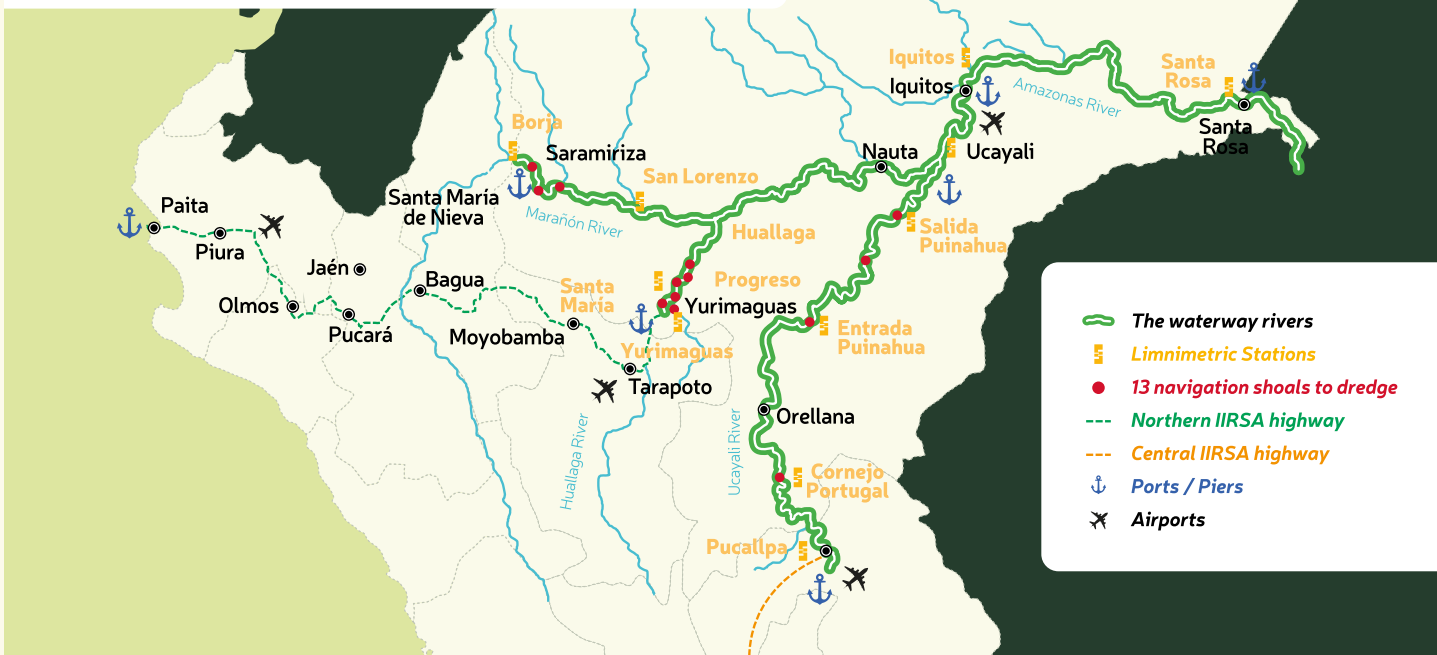 Iquitos
Iquitos
Amazonas River
Santa
Rosa
Santa
Rosa
Borja
Saramiriza
Nauta
Ucayali
San Lorenzo
Santa María
de Nieva
Marañón River
Paita
Piura
Huallaga
Salida
Puinahua
Jaén
Bagua
Santa
María
Progreso
Olmos
Yurimaguas
Pucará
Moyobamba
Yurimaguas
Entrada
Puinahua
Tarapoto
Orellana
Huallaga River
Ucayali River
Cornejo
Portugal
Pucallpa
The waterway rivers
Limnimetric Stations
13 navigation shoals to dredge
Northern IIRSA highway
Central IIRSA highway
Ports / Piers
Airports